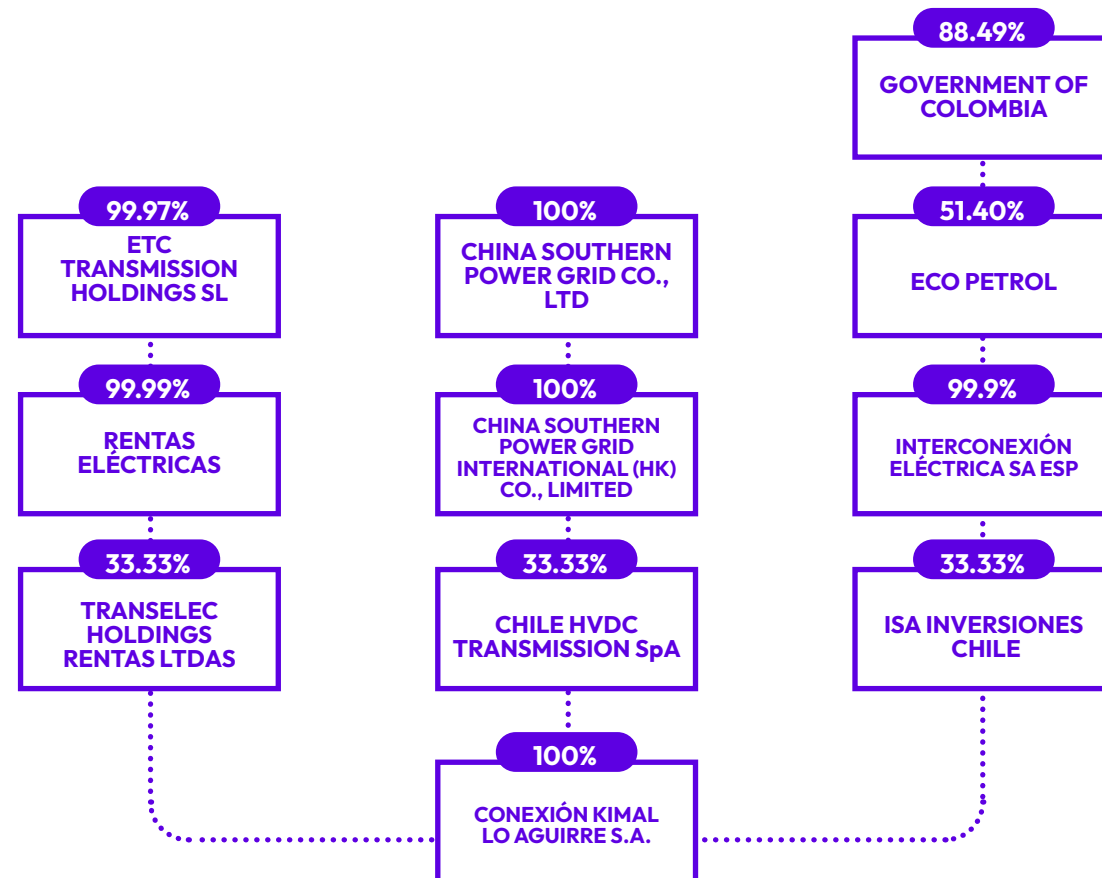 88.49%
GOVERNMENT OF
COLOMBIA
99.97%
ETC
TRANSMISSION
HOLDINGS SL
100%
CHINA SOUTHERN
POWER GRID CO.,
LTD
51.40%
ECO PETROL
99.99%
RENTAS
ELÉCTRICAS
100%
CHINA SOUTHERN
POWER GRID
INTERNATIONAL (HK)
CO., LIMITED
99.9%
INTERCONEXIÓN
ELÉCTRICA SA ESP
33.33%
TRANSELEC
HOLDINGS
RENTAS LTDAS
33.33%
CHILE HVDC
TRANSMISSION SpA
33.33%
ISA INVERSIONES
CHILE
100%
CONEXIÓN KIMAL
LO AGUIRRE S.A.